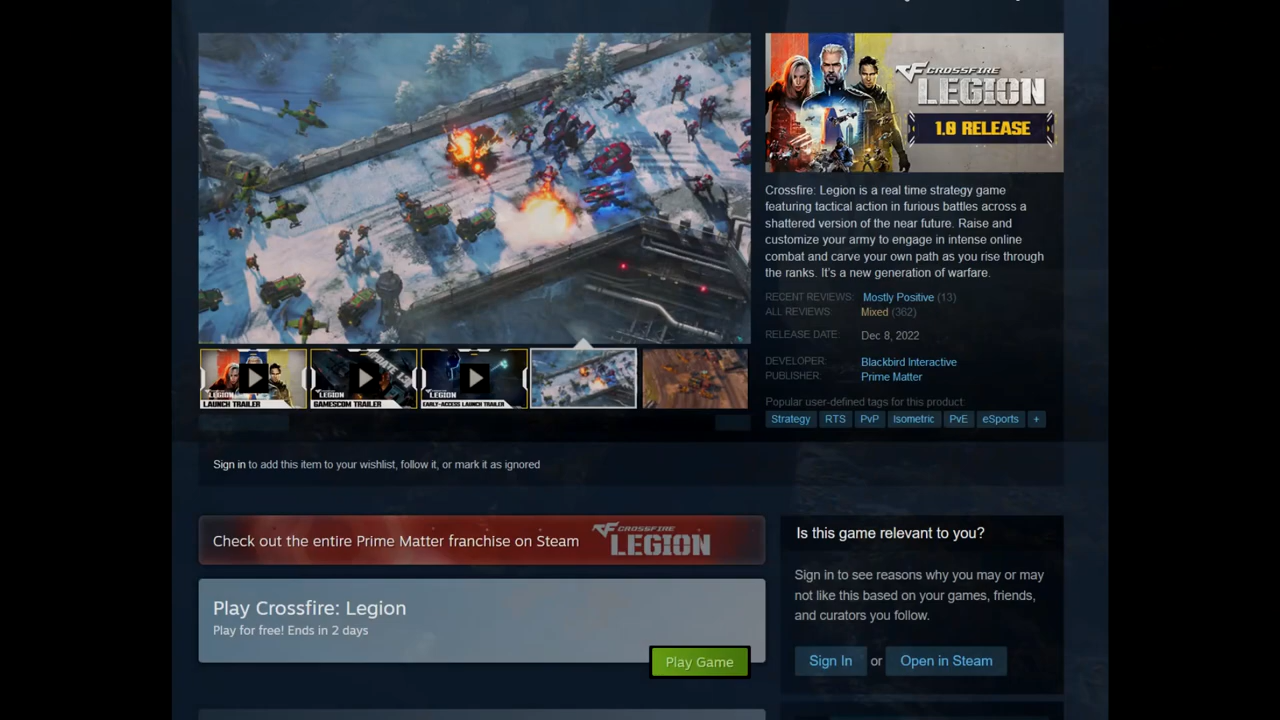 CROSSFIRE
LEGION
1.0 RELEASE
Crossfire: Legion is a real time strategy game
featuring tactical action in furious battles across a
shattered version of the near future. Raise and
customize your army to engage in intense online
combat and carve your own path as you rise through
the ranks. It's a new generation of warfare.
RECENT REVIEWS: Mostly Positive (13)
ALL REVIEWS: Mixed (362)
RELEASE DATE: Dec 8, 2022
DEVELOPER: Blackbird Interactive
PUBLISHER: Prime Matter
Popular user-defined tags for this product:
Strategy RTS PvP Isometric PvE eSports +
LEGION
LAUNCH TRAILER
LEGION
GAMESCOM TRAILER
LEGION
EARLY-ACCESS LAUNCH TRAILER
Sign in to add this item to your wishlist, follow it, or mark it as ignored
Check out the entire Prime Matter franchise on Steam
CROSSFIRE
LEGION
Play Crossfire: Legion
Play for free! Ends in 2 days
Play Game
Is this game relevant to you?
Sign in to see reasons why you may or may
not like this based on your games, friends,
and curators you follow.
Sign In or Open in Steam